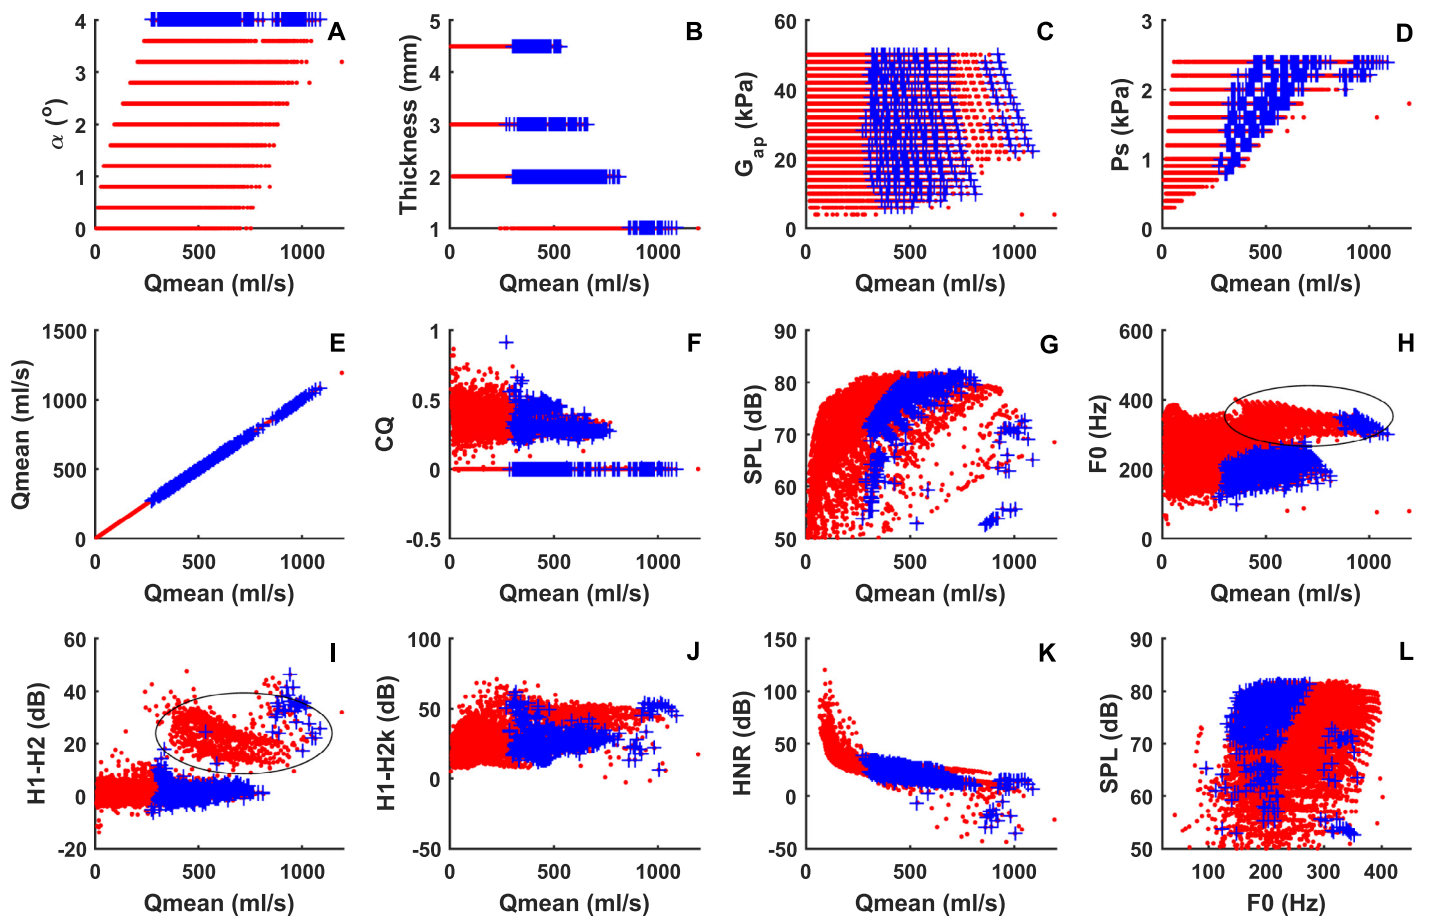 A
4
3
2
1
0
0 500 1000
α (°)
Qmean (ml/s)
B
5
4
3
2
1
0 500 1000
Thickness (mm)
Qmean (ml/s)
C
60
40
20
0
0 500 1000
Gap (kPa)
Qmean (ml/s)
D
3
2
1
0
0 500 1000
Ps (kPa)
Qmean (ml/s)
E
1500
1000
500
0
0 500 1000
Qmean (ml/s)
Qmean (ml/s)
F
1
0.5
0
-0.5
0 500 1000
CQ
Qmean (ml/s)
G
90
80
70
60
50
0 500 1000
SPL (dB)
Qmean (ml/s)
H
600
400
200
0
0 500 1000
F0 (Hz)
Qmean (ml/s)
I
60
40
20
0
-20
0 500 1000
H1-H2 (dB)
Qmean (ml/s)
J
100
50
0
-50
0 500 1000
H1-H2k (dB)
Qmean (ml/s)
K
150
100
50
0
-50
0 500 1000
HNR (dB)
Qmean (ml/s)
L
90
80
70
60
50
100 200 300 400
SPL (dB)
F0 (Hz)